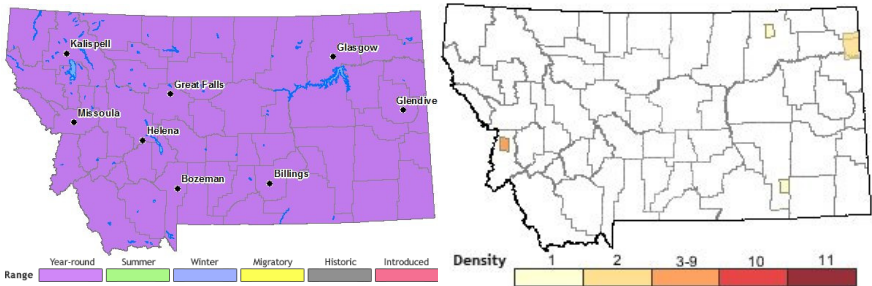 Kalispell
Glasgow
Great Falls
Glendive
Missoula
Helena
Billings
Bozeman
Year-round Summer Winter Migratory Historic Introduced
Range
Density 1 2 3-9 10 11